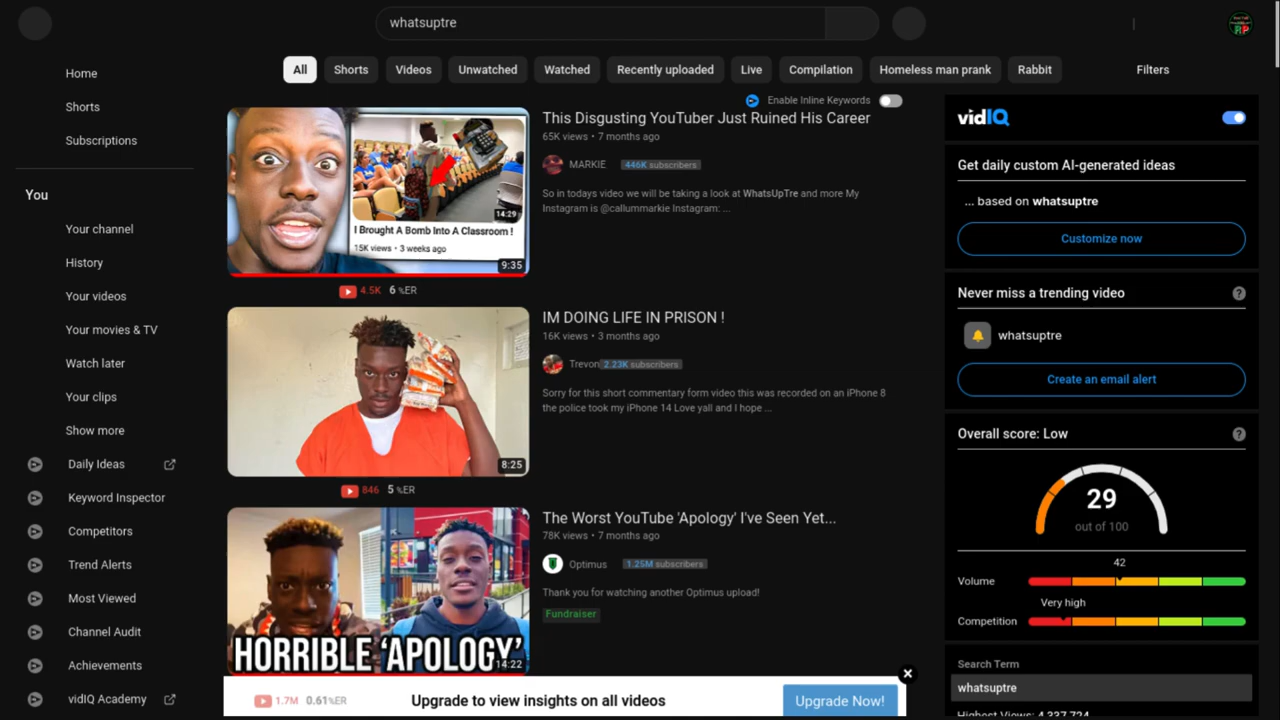 whatsuptre
All
Shorts
Videos
Unwatched
Watched
Recently uploaded
Live
Compilation
Homeless man prank
Rabbit
Filters
Home
Shorts
Subscriptions
You
Your channel
History
Your videos
Your movies & TV
Watch later
Your clips
Show more
Daily Ideas
Keyword Inspector
Competitors
Trend Alerts
Most Viewed
Channel Audit
Achievements
vidIQ Academy
Enable Inline Keywords
14:29
I Brought A Bomb Into A Classroom !
15K views • 3 weeks ago
9:35
4.5K 6 %ER
This Disgusting YouTuber Just Ruined His Career
65K views • 7 months ago
MARKIE 446K subscribers
So in todays video we will be taking a look at WhatsUpTre and more My
Instagram is @callummarkie Instagram: ...
8:25
846 5 %ER
IM DOING LIFE IN PRISON !
16K views • 3 months ago
Trevon 2.23K subscribers
Sorry for this short commentary form video this was recorded on an iPhone 8
the police took my iPhone 14 Love yall and I hope ...
HORRIBLE ‘APOLOGY’
14:22
The Worst YouTube 'Apology' I've Seen Yet...
78K views • 7 months ago
Optimus 1.25M subscribers
Thank you for watching another Optimus upload!
Fundraiser
1.7M 0.61%ER
Upgrade to view insights on all videos
Upgrade Now!
vidIQ
Get daily custom AI-generated ideas
... based on whatsuptre
Customize now
Never miss a trending video
whatsuptre
Create an email alert
Overall score: Low
29
out of 100
42
Volume
Very high
Competition
Search Term
whatsuptre
Highest Views: 4,337,724